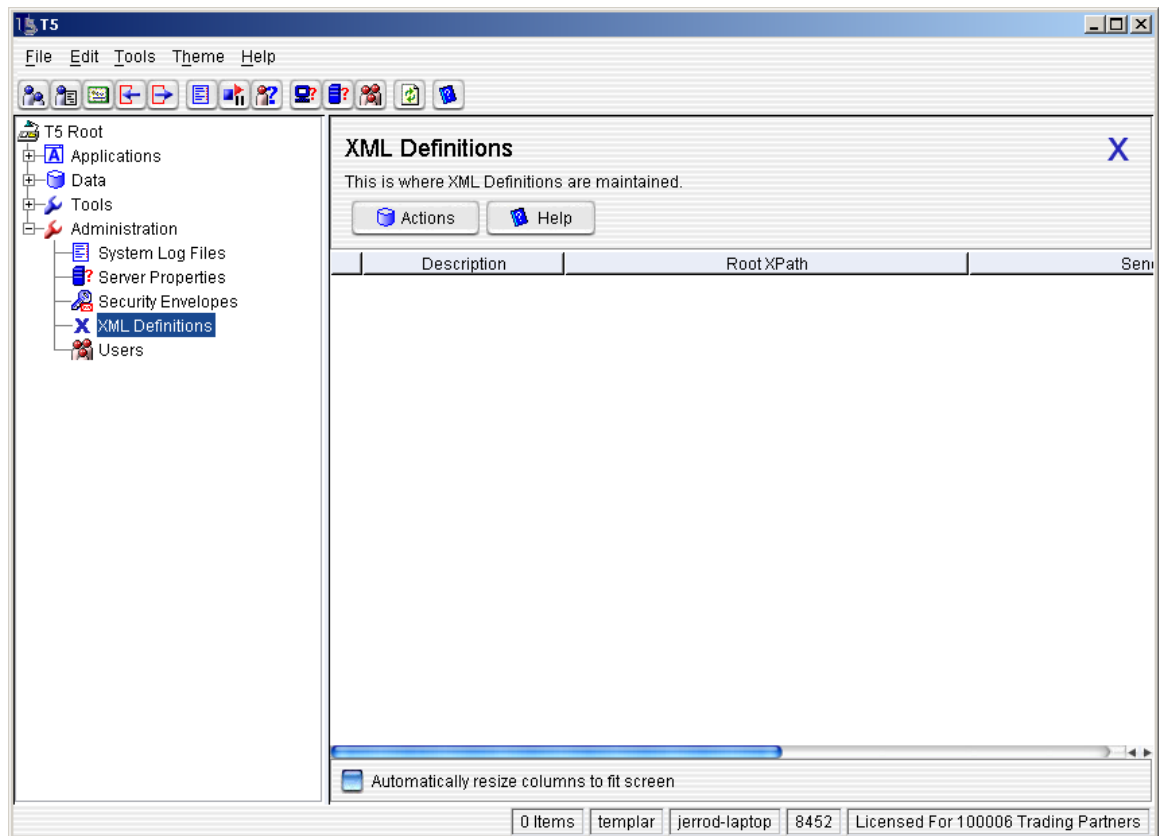 T5
File Edit Tools Theme Help
T5 Root
Applications
Data
Tools
Administration
System Log Files
Server Properties
Security Envelopes
XML Definitions
Users
XML Definitions
This is where XML Definitions are maintained.
Actions Help
Description Root XPath Sen
Automatically resize columns to fit screen
0 Items templar jerrod-laptop 8452 Licensed For 100006 Trading Partners